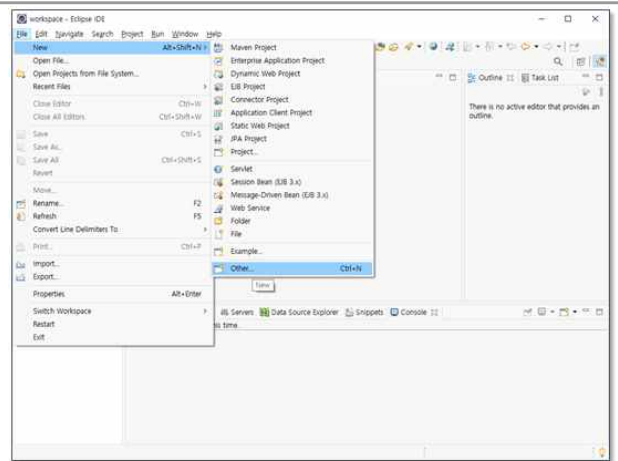 workspace - Eclipse IDE
File Edit Navigate Search Project Run Window Help
New Alt+Shift+N
Open File...
Open Projects from File System...
Recent Files
Close Editor Ctrl+W
Close All Editors Ctrl+Shift+W
Save Ctrl+S
Save As...
Save All Ctrl+Shift+S
Revert
Move...
Rename... F2
Refresh F5
Convert Line Delimiters To
Print... Ctrl+P
Import...
Export...
Properties Alt+Enter
Switch Workspace
Restart
Exit
Maven Project
Enterprise Application Project
Dynamic Web Project
EJB Project
Connector Project
Application Client Project
Static Web Project
JPA Project
Project...
Servlet
Session Bean (EJB 3.x)
Message-Driven Bean (EJB 3.x)
Web Service
Folder
File
Example...
Other... Ctrl+N
New
Outline Task List
There is no active editor that provides an
outline.
Servers Data Source Explorer Snippets Console
his time.